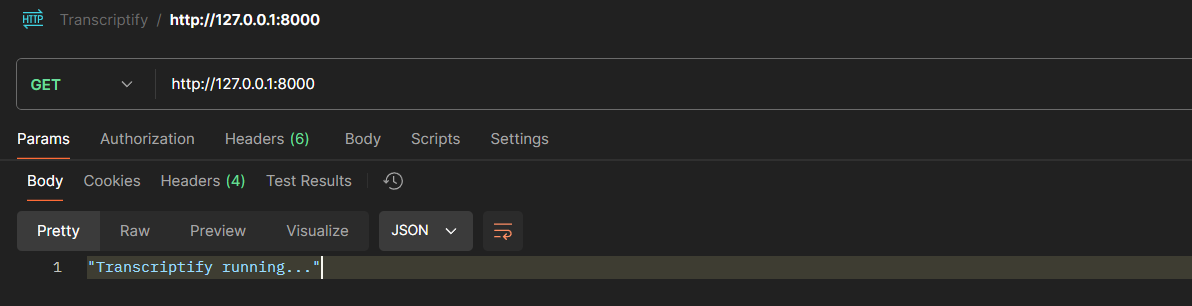 HTTP Transcriptify / http://127.0.0.1:8000
GET http://127.0.0.1:8000
Params Authorization Headers (6) Body Scripts Settings
Body Cookies Headers (4) Test Results
Pretty Raw Preview Visualize JSON
1 "Transcriptify running..."